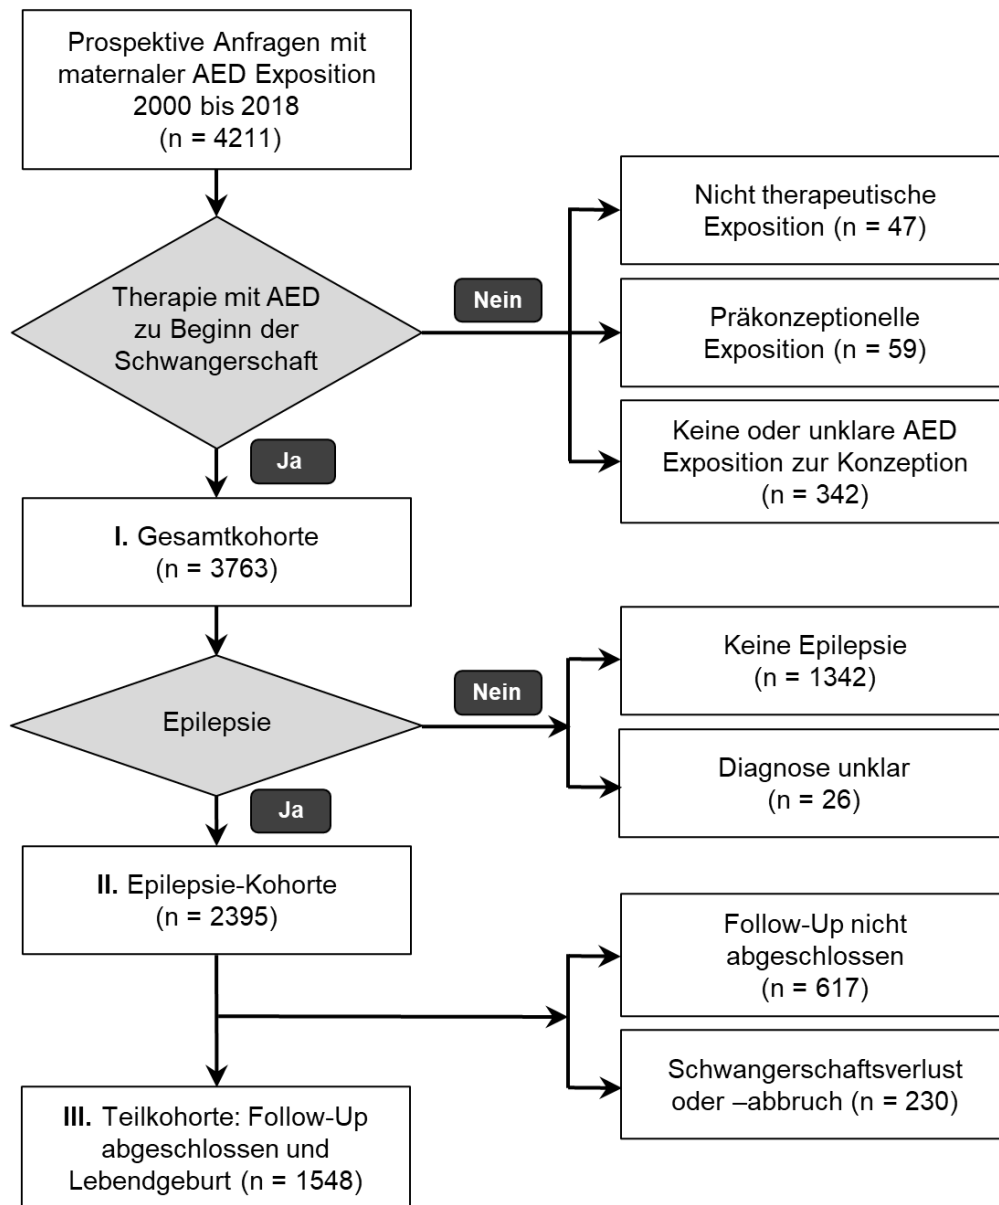 Prospektive Anfragen mit
maternaler AED Exposition
2000 bis 2018
(n = 4211)
Nicht therapeutische
Exposition (n = 47)
Therapie mit AED
zu Beginn der
Schwangerschaft
Nein
Präkonzeptionelle
Exposition (n = 59)
Keine oder unklare AED
Exposition zur Konzeption
(n = 342)
Ja
I. Gesamtkohorte
(n = 3763)
Keine Epilepsie
(n = 1342)
Epilepsie
Nein
Diagnose unklar
(n = 26)
Ja
II. Epilepsie-Kohorte
(n = 2395)
Follow-Up nicht
abgeschlossen
(n = 617)
Schwangerschaftsverlust
oder –abbruch (n = 230)
III. Teilkohorte: Follow-Up
abgeschlossen und
Lebendgeburt (n = 1548)